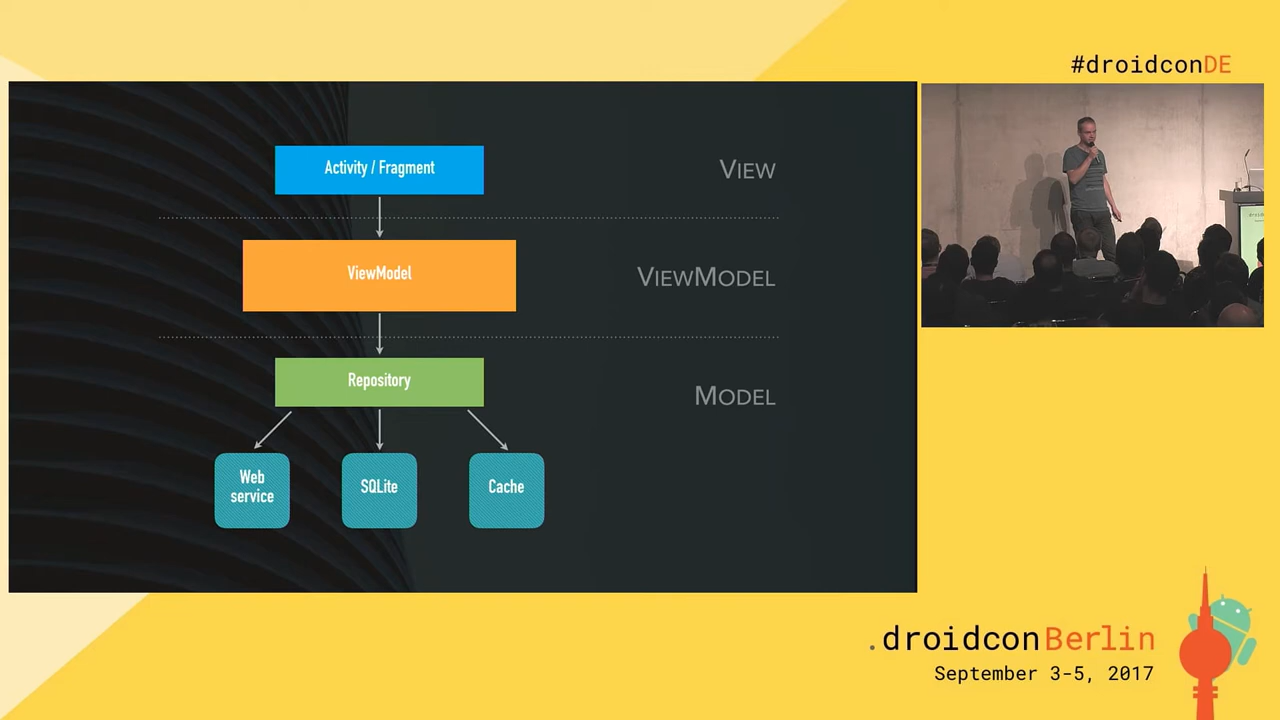 #droidconDE
Activity / Fragment
VIEW
ViewModel
VIEWMODEL
Repository
MODEL
Web
service
SQLite
Cache
.droidconBerlin
September 3-5, 2017